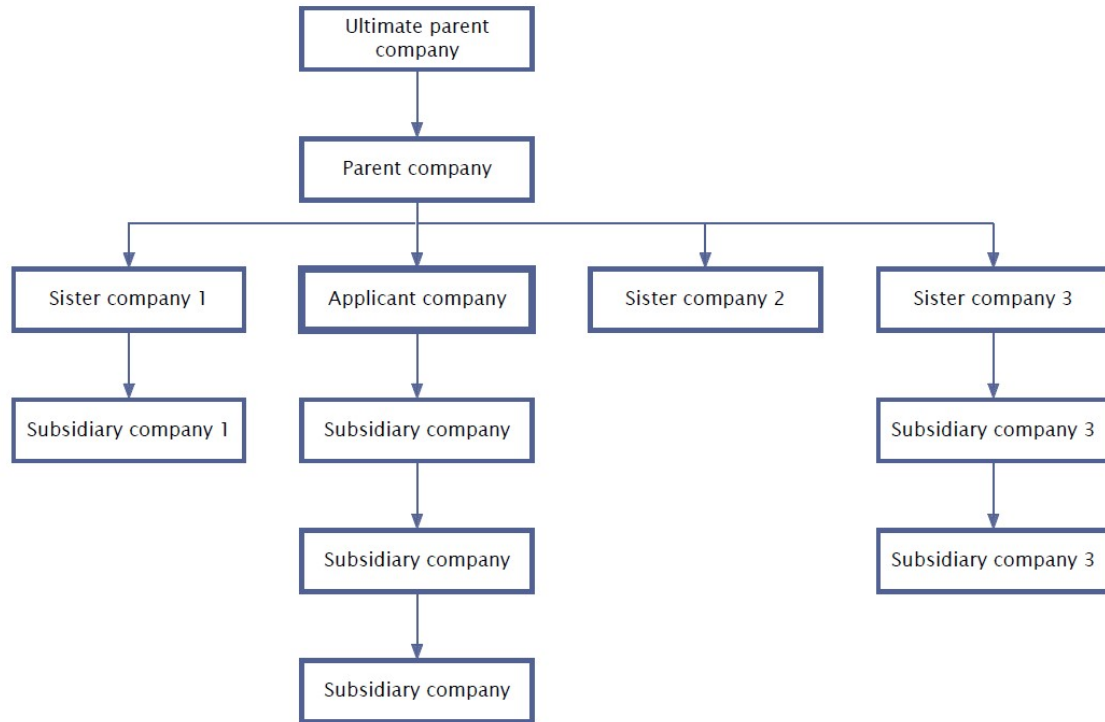 Ultimate parent
company
Parent company
Sister company 1
Applicant company
Sister company 2
Sister company 3
Subsidiary company 1
Subsidiary company
Subsidiary company 3
Subsidiary company
Subsidiary company 3
Subsidiary company